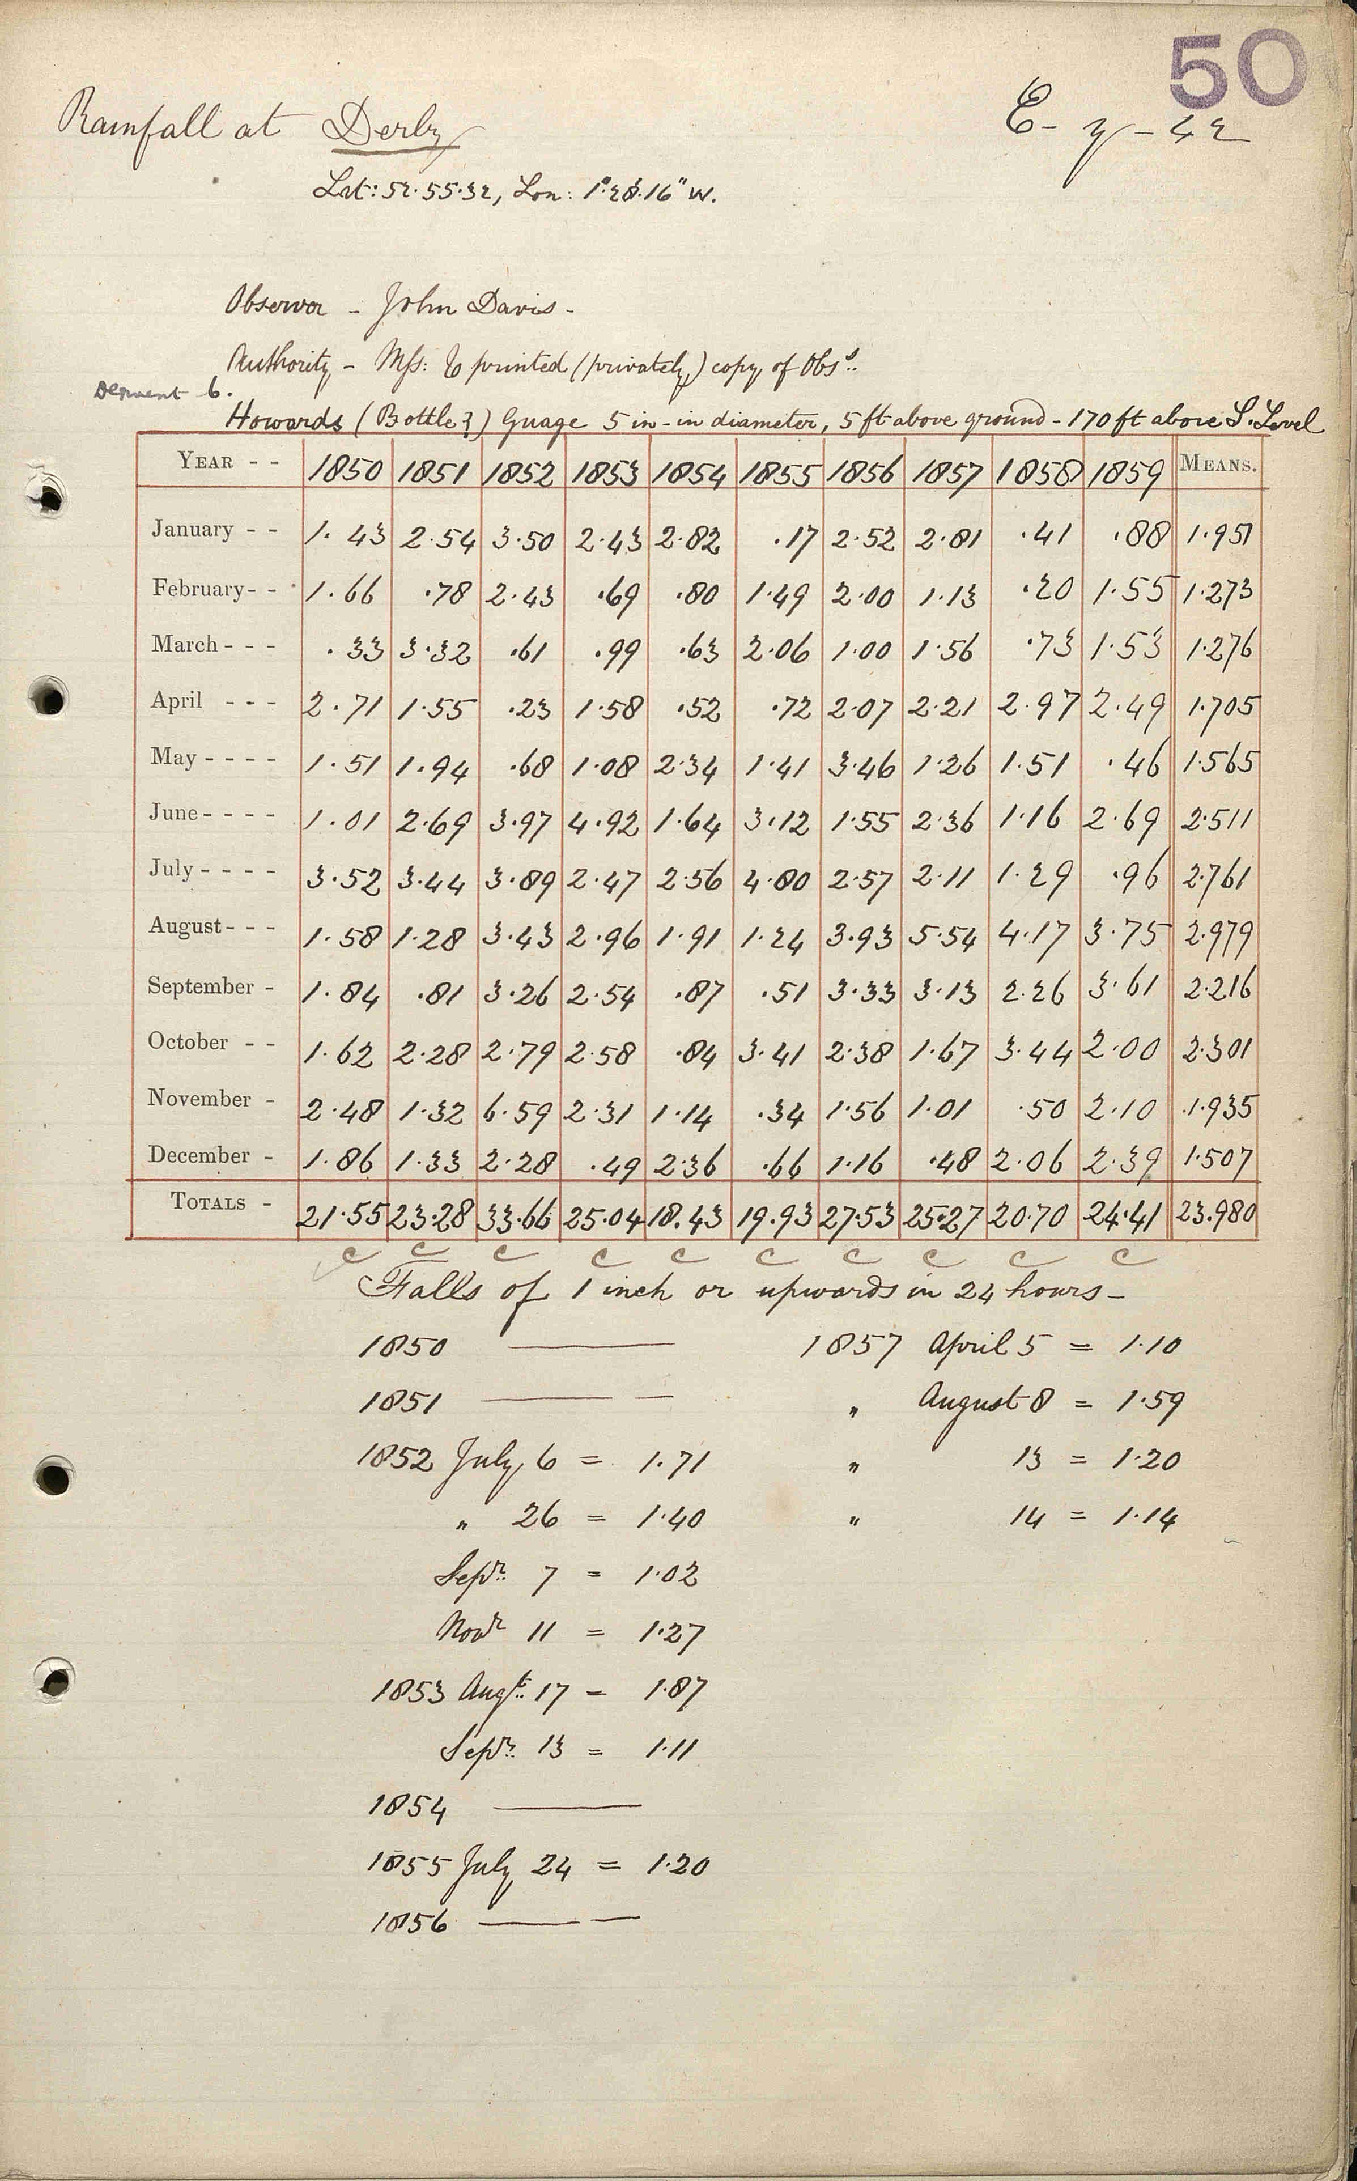 50
Rainfall at Derby
Lat: 52.55.32, Lon: 1°.28'.16" W.
Observer - John Davis -
Authority - Mss: & printed (privately) copy of Obss..
Derwent 6.
Howards (Bottle?) Guage 5 in - in diameter, 5 ft above ground - 170 ft above S. Level
YEAR - - 1850 1851 1852 1853 1854 1855 1856 1857 1858 1859 MEANS.
January - - 1.43 2.54 3.50 2.43 2.82 .17 2.52 2.81 .41 .88 1.951
February - - 1.66 .78 2.43 .69 .80 1.49 2.00 1.13 .20 1.55 1.273
March - - - .33 3.32 .61 .99 .63 2.06 1.00 1.56 .73 1.53 1.276
April - - - 2.71 1.55 .23 1.58 .52 .72 2.07 2.21 2.97 2.49 1.705
May - - - - 1.51 1.94 .68 1.08 2.34 1.41 3.46 1.26 1.51 .46 1.565
June - - - - 1.01 2.69 3.97 4.92 1.64 3.12 1.55 2.36 1.16 2.69 2.511
July - - - - 3.52 3.44 3.89 2.47 2.56 4.80 2.57 2.11 1.29 .96 2.761
August - - - 1.58 1.28 3.43 2.96 1.91 1.24 3.93 5.54 4.17 3.75 2.979
September - 1.84 .81 3.26 2.54 .87 .51 3.33 3.13 2.26 3.61 2.216
October - - 1.62 2.28 2.79 2.58 .84 3.41 2.38 1.67 3.44 2.00 2.301
November - 2.48 1.32 6.59 2.31 1.14 .34 1.56 1.01 .50 2.10 1.935
December - 1.86 1.33 2.28 .49 2.36 .66 1.16 .48 2.06 2.39 1.507
TOTALS - 21.55 23.28 33.66 25.04 18.43 19.93 27.53 25.27 20.70 24.41 23.980
c c c c c c c c c c
Falls of 1 inch or upwards in 24 hours -
1850 ——— 1857 April 5 = 1.10
1851 ——— " August 8 = 1.59
1852 July 6 = 1.71 " 13 = 1.20
" 26 = 1.40 " 14 = 1.14
Sepr. 7 = 1.02
Novr 11 = 1.27
1853 Augt. 17 = 1.87
Sepr. 13 = 1.11
1854 ———
1855 July 24 = 1.20
1856 ———